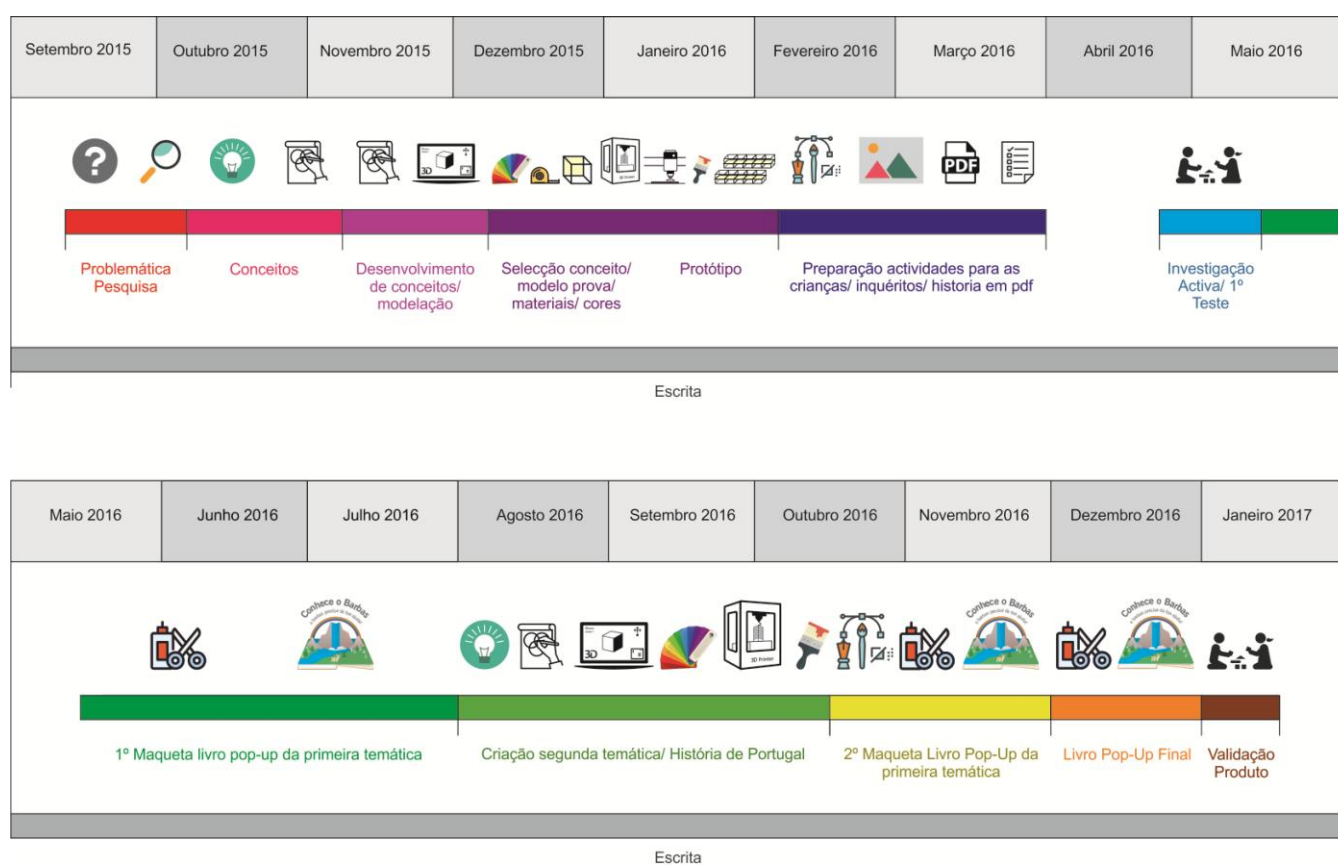 Setembro 2015
Outubro 2015
Novembro 2015
Dezembro 2015
Janeiro 2016
Fevereiro 2016
Março 2016
Abril 2016
Maio 2016
?
3D
PDF
Problemática
Pesquisa
Conceitos
Desenvolvimento
de conceitos/
modelação
Selecção conceito/
modelo prova/
materiais/ cores
Protótipo
Preparação actividades para as
crianças/ inquéritos/ historia em pdf
Investigação
Activa/ 1º
Teste
Escrita
Maio 2016
Junho 2016
Julho 2016
Agosto 2016
Setembro 2016
Outubro 2016
Novembro 2016
Dezembro 2016
Janeiro 2017
Conhece o Barbas
3D
3D Printer
Conhece o Barbas
Conhece o Barbas
1º Maqueta livro pop-up da primeira temática
Criação segunda temática/ História de Portugal
2º Maqueta Livro Pop-Up da
primeira temática
Livro Pop-Up Final
Validação
Produto
Escrita